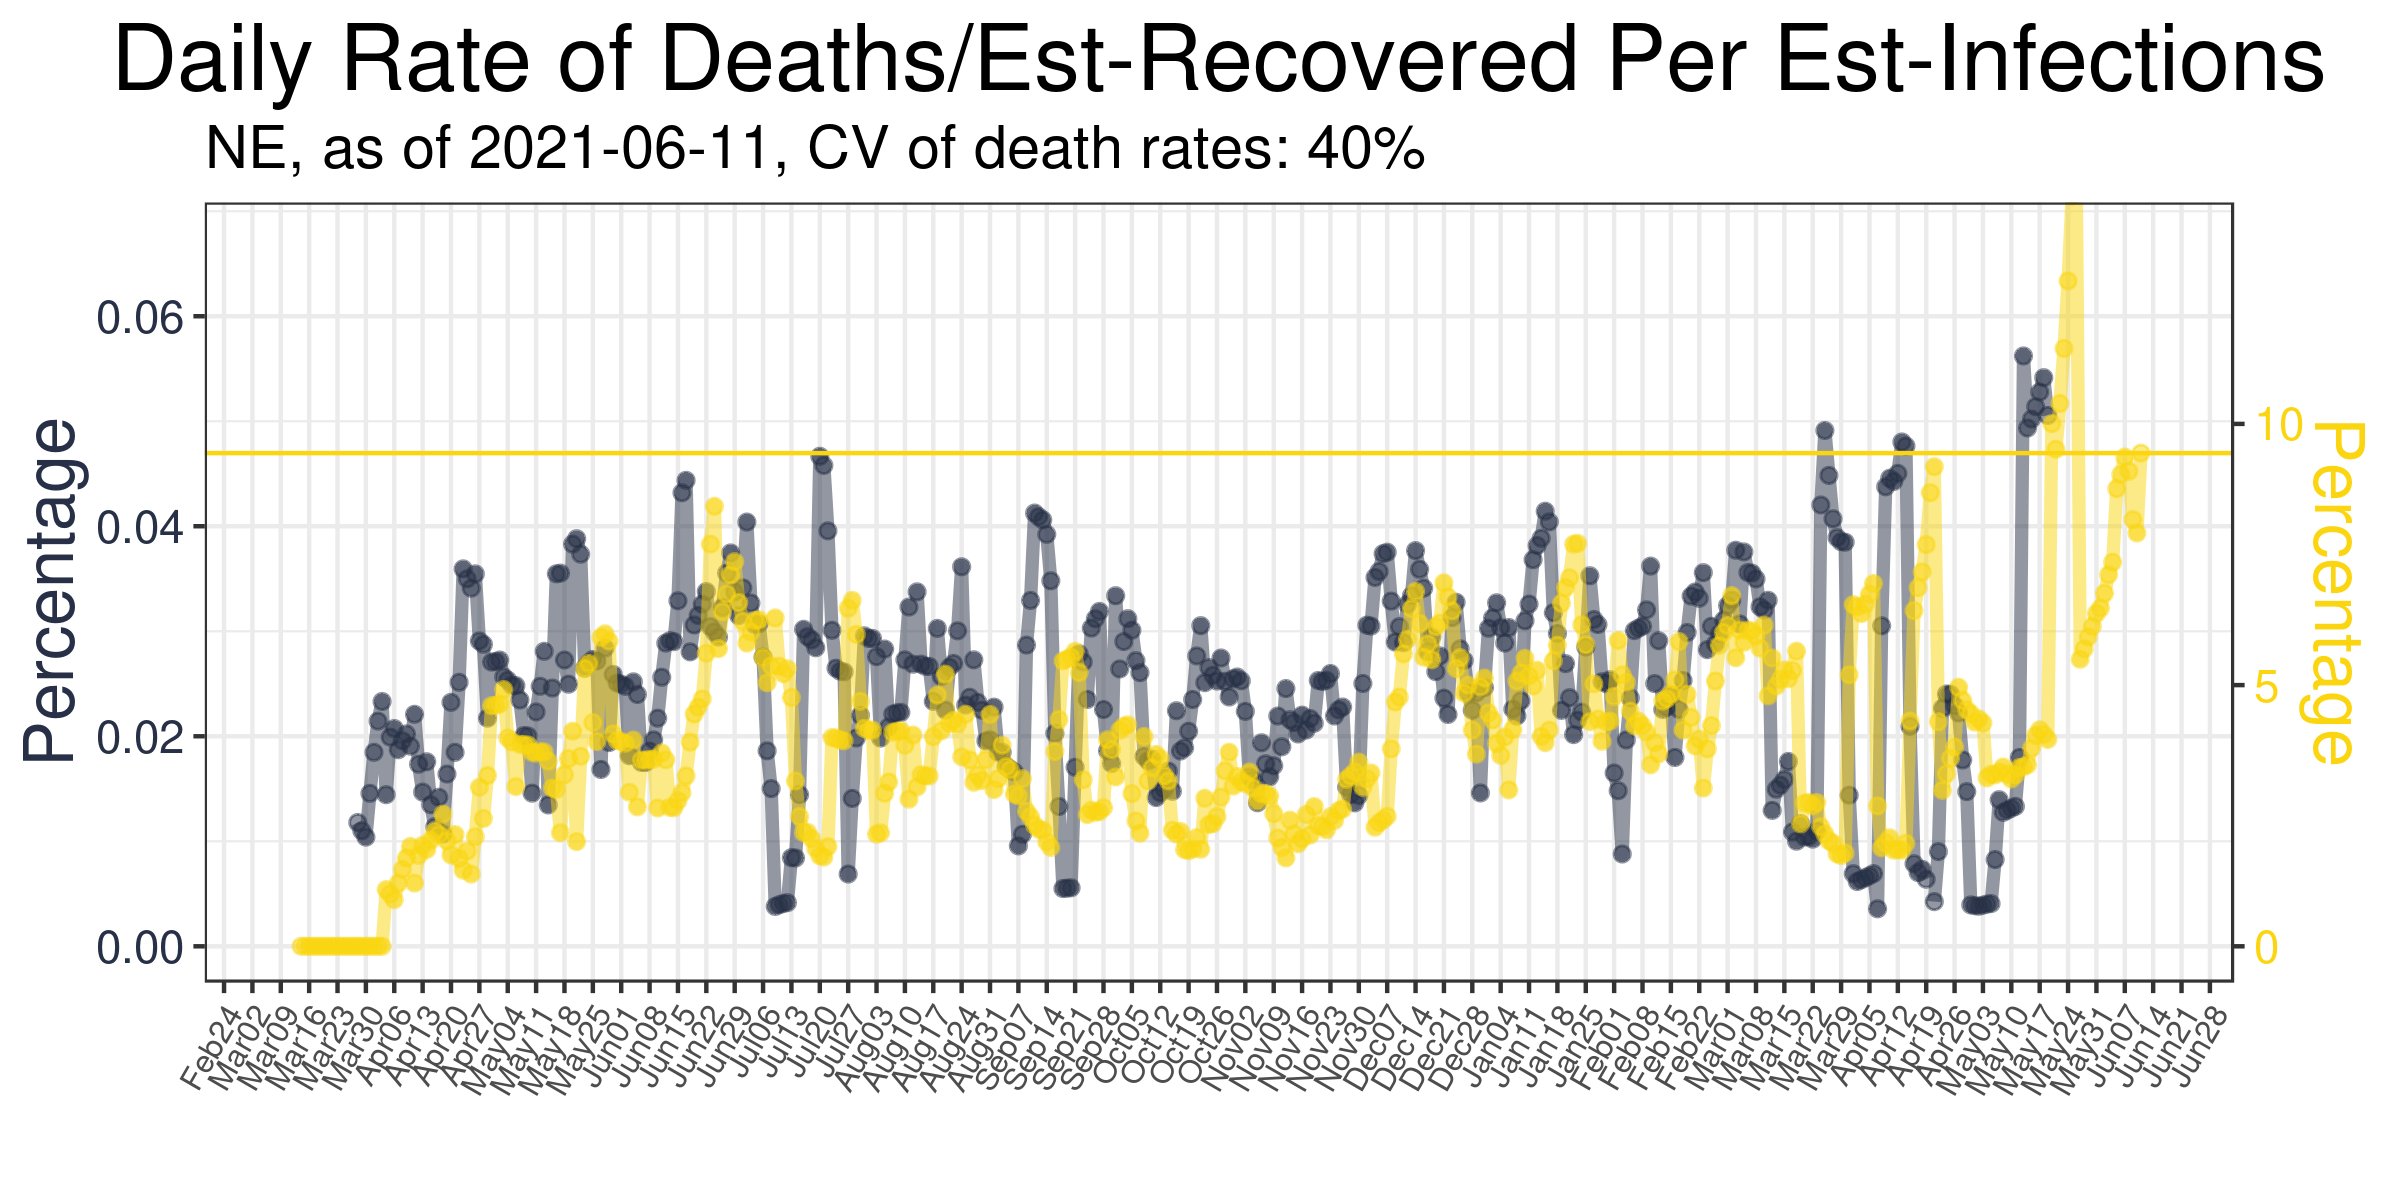 Daily Rate of Deaths/Est-Recovered Per Est-Infections
NE, as of 2021-06-11, CV of death rates: 40%
Percentage
0.06
0.04
0.02
0.00
10
5
0
Percentage
Feb24
Mar02
Mar09
Mar16
Mar23
Mar30
Apr06
Apr13
Apr20
Apr27
May04
May11
May18
May25
Jun01
Jun08
Jun15
Jun22
Jun29
Jul06
Jul13
Jul20
Jul27
Aug03
Aug10
Aug17
Aug24
Aug31
Sep07
Sep14
Sep21
Sep28
Oct05
Oct12
Oct19
Oct26
Nov02
Nov09
Nov16
Nov23
Nov30
Dec07
Dec14
Dec21
Dec28
Jan04
Jan11
Jan18
Jan25
Feb01
Feb08
Feb15
Feb22
Mar01
Mar08
Mar15
Mar22
Mar29
Apr05
Apr12
Apr19
Apr26
May03
May10
May17
May24
May31
Jun07
Jun14
Jun21
Jun28